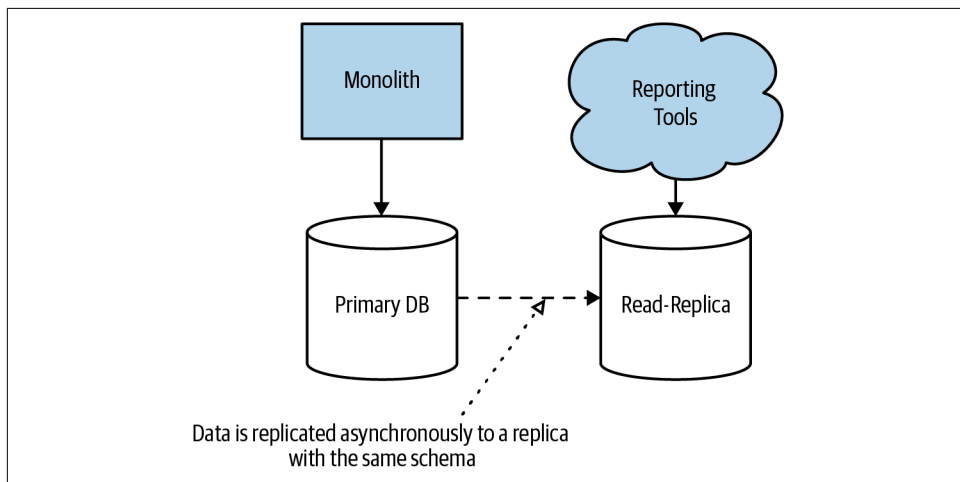 Monolith
Reporting
Tools
Primary DB
Read-Replica
Data is replicated asynchronously to a replica
with the same schema